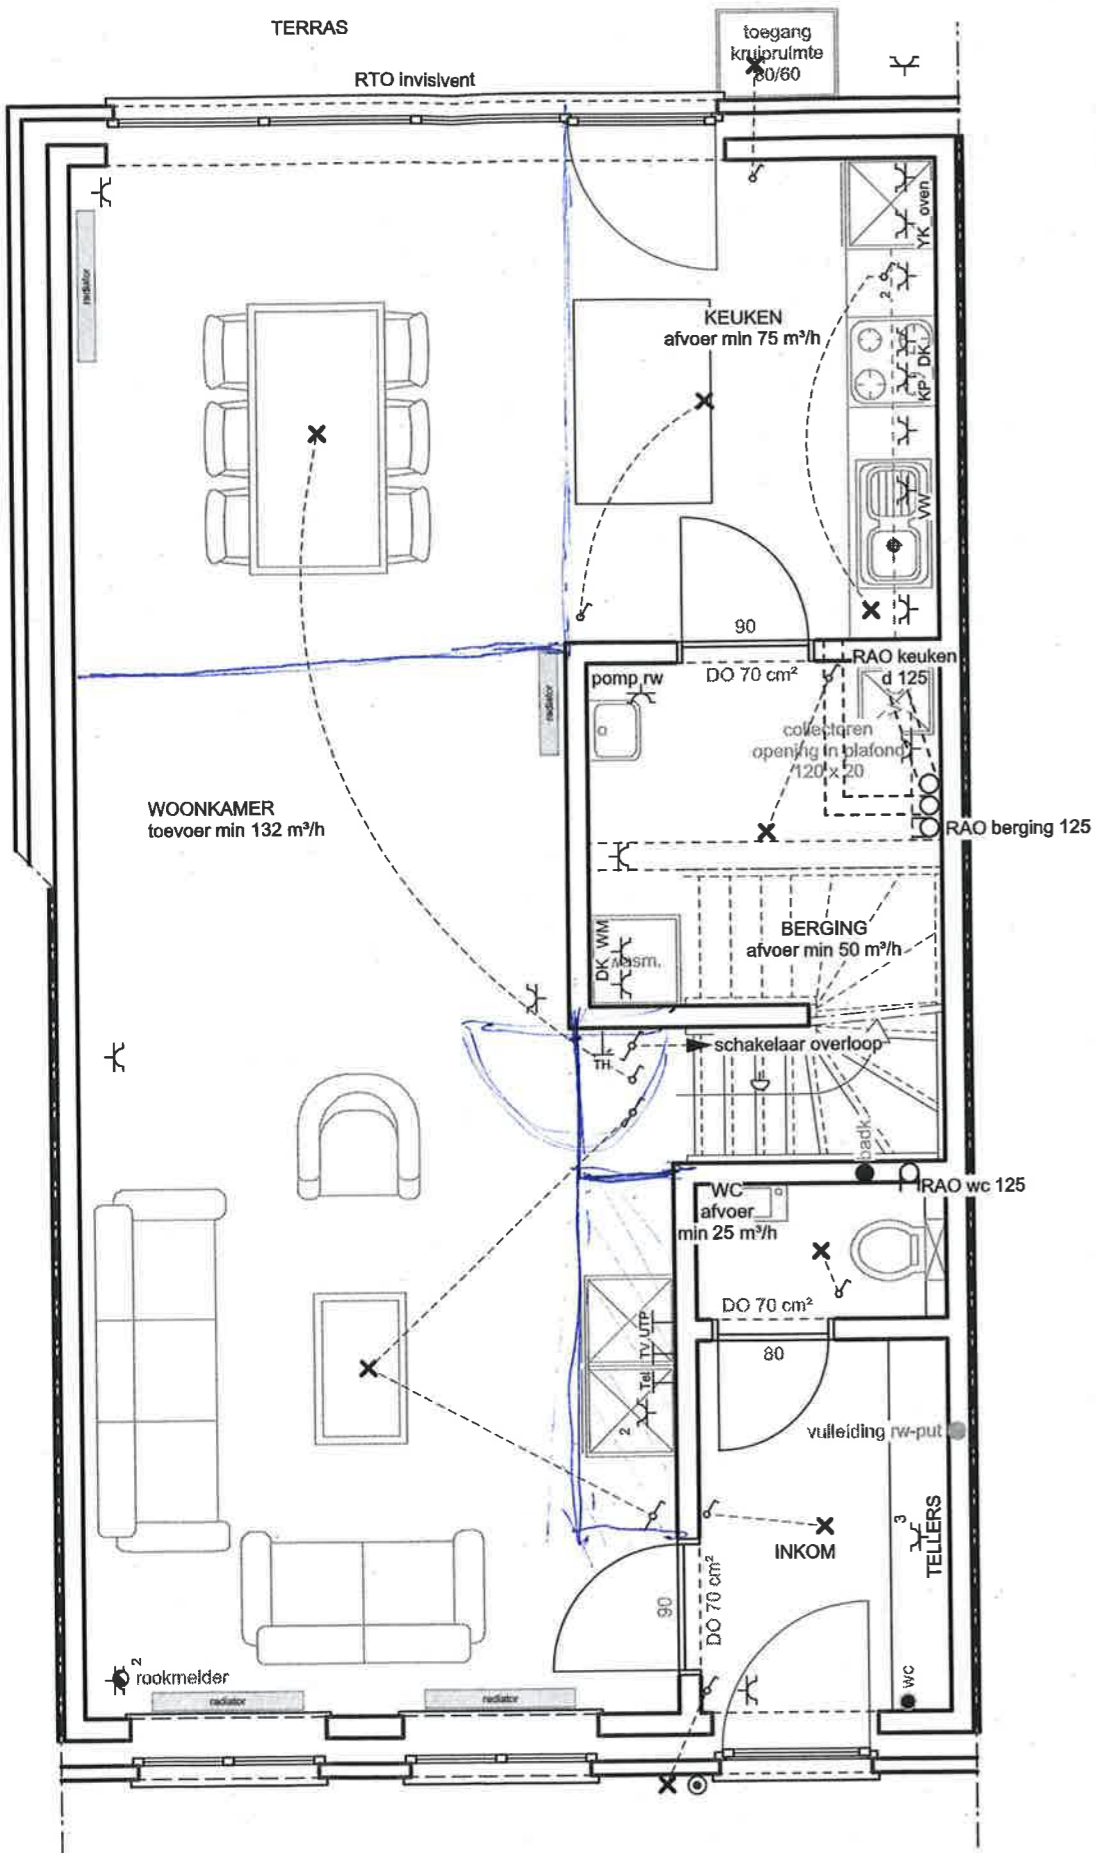 TERRAS
toegang
kruipruimte
80/60
RTO invisivent
YK oven
radiator
2
KEUKEN
afvoer min 75 m³/h
KP DK
VW
90
DO 70 cm²
RAO keuken
d 125
pomp rw
radiator
collectoren
opening in plafond
120 x 20
WOONKAMER
toevoer min 132 m³/h
RAO berging 125
BERGING
afvoer min 50 m³/h
DK WM
wasm.
schakelaar overloop
TH
badk.
WC
afvoer
min 25 m³/h
RAO wc 125
DO 70 cm²
80
Tel TV UTP
2
vulleiding rw-put
3
TELLERS
INKOM
90
DO 70 cm²
2
rookmelder
radiator
radiator
wc